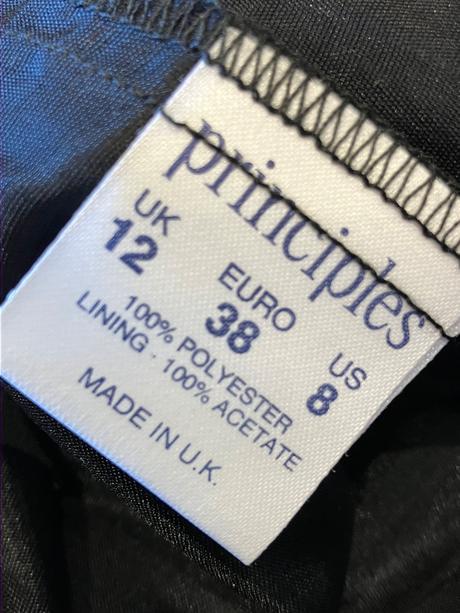 principles
UK EURO US
12 38 8
100% POLYESTER
LINING · 100% ACETATE
MADE IN U.K.